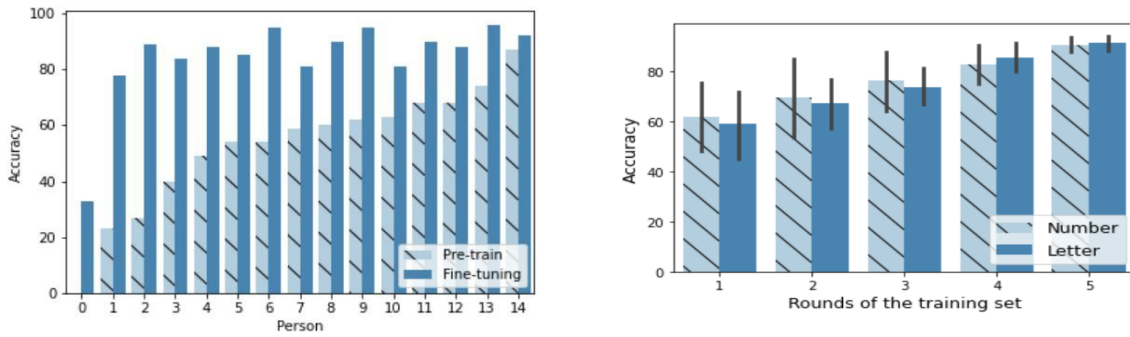 100
80
60
40
20
0
Accuracy
Pre-train
Fine-tuning
0 1 2 3 4 5 6 7 8 9 10 11 12 13 14
Person
80
60
40
20
0
Accuracy
Number
Letter
1 2 3 4 5
Rounds of the training set